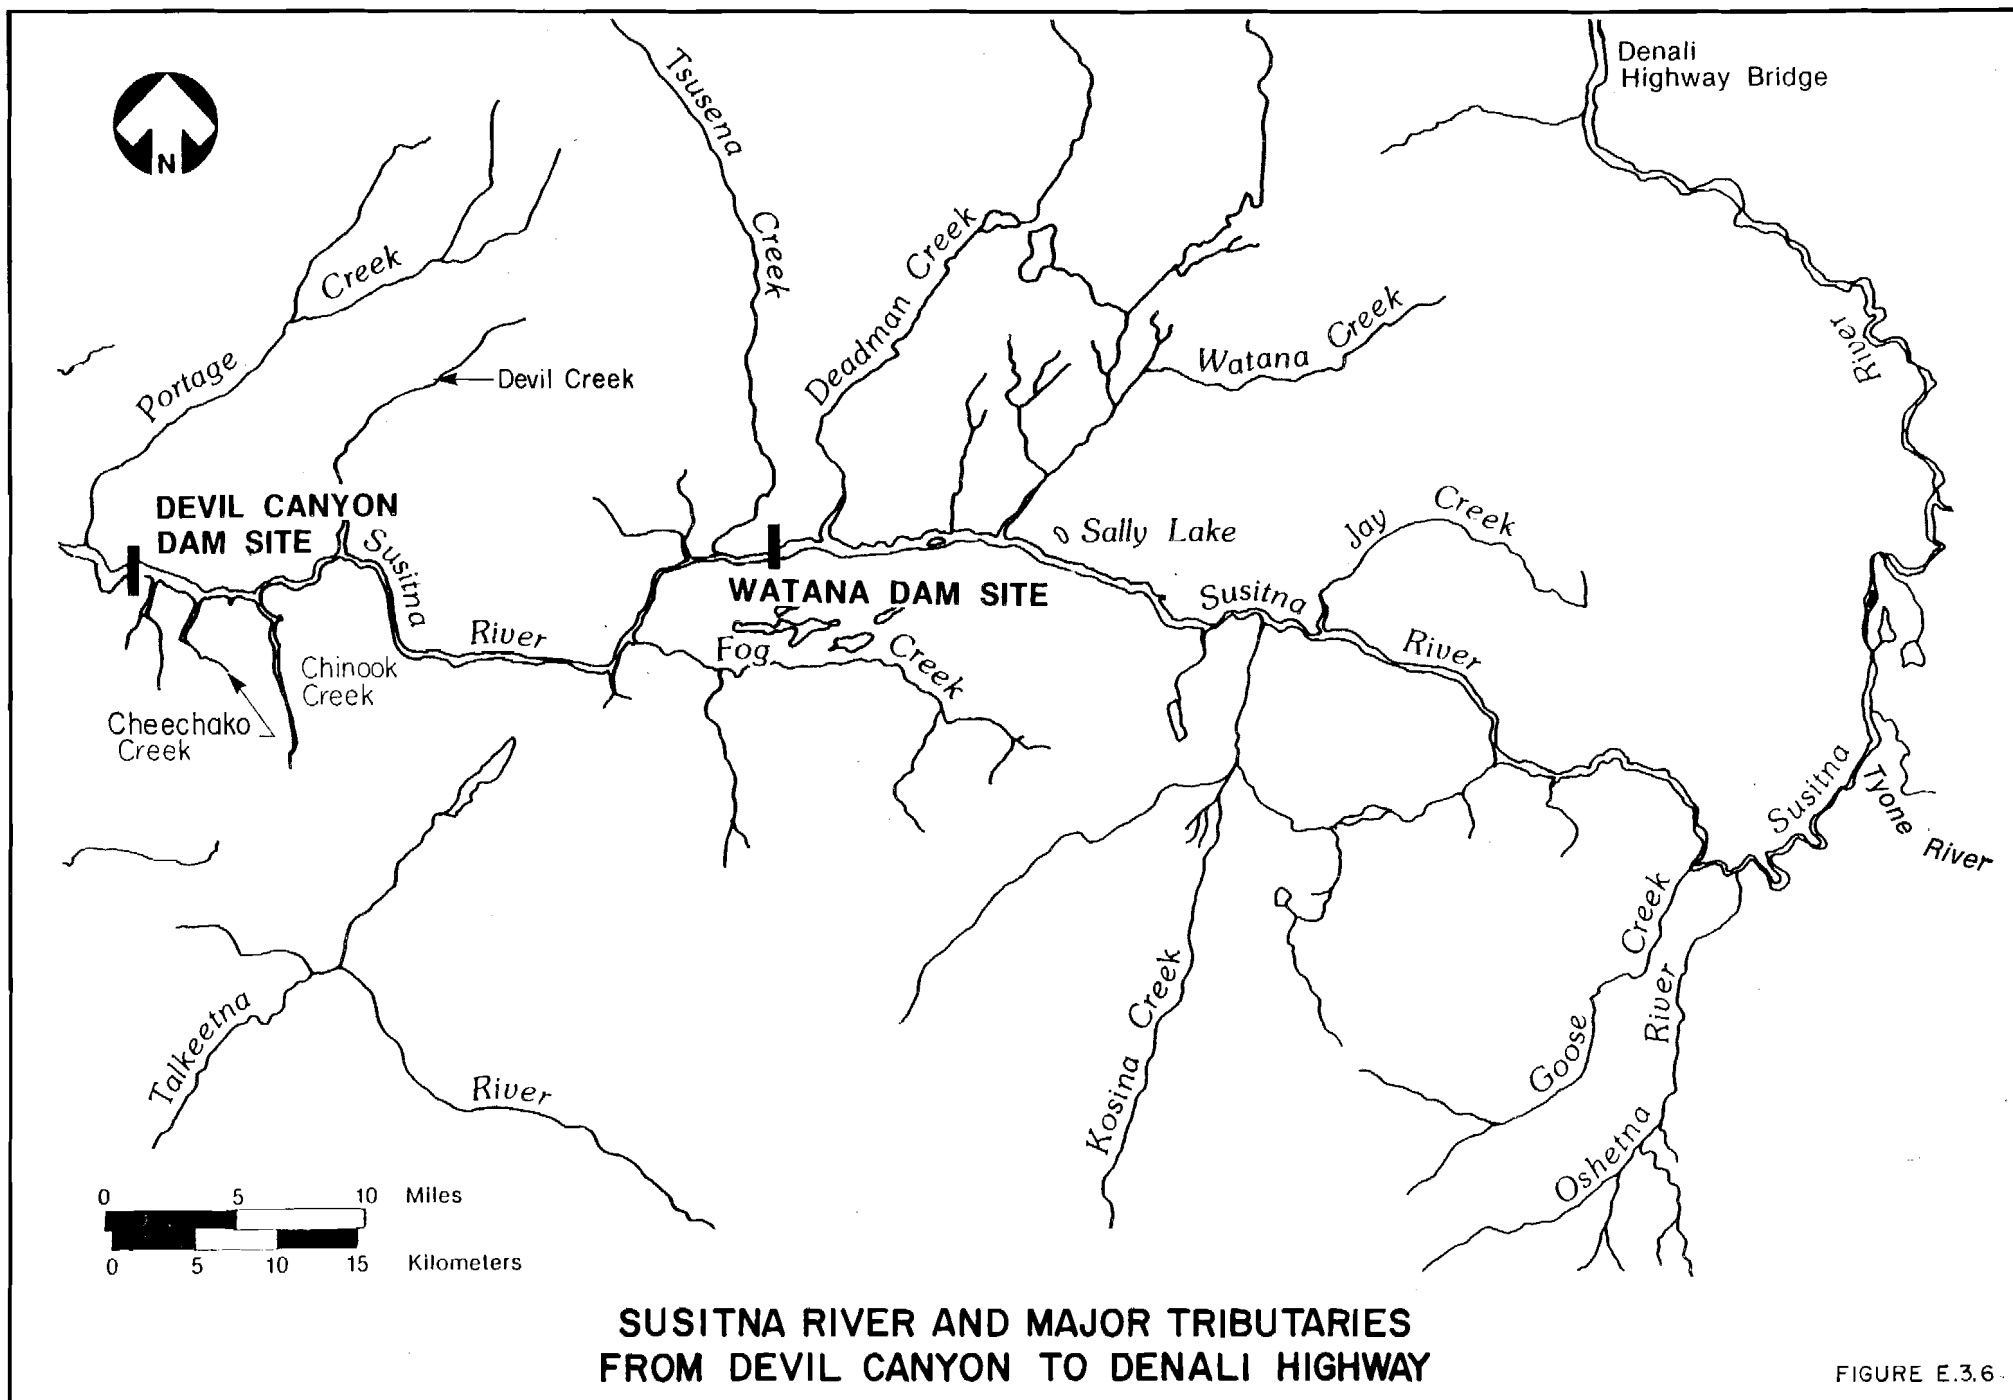 Denali
Highway Bridge
N
Tsusena
Creek
Deadman Creek
Portage
Creek
Devil Creek
Watana Creek
River
DEVIL CANYON
DAM SITE
Susitna
River
WATANA DAM SITE
Sally Lake
Jay Creek
Susitna
River
Fog Creek
Chinook
Creek
Cheechako
Creek
Susitna
Tyone River
Goose Creek
Oshetna River
Kosina Creek
Talkeetna
River
0 5 10 Miles
0 5 10 15 Kilometers
SUSITNA RIVER AND MAJOR TRIBUTARIES
FROM DEVIL CANYON TO DENALI HIGHWAY
FIGURE E.3.6